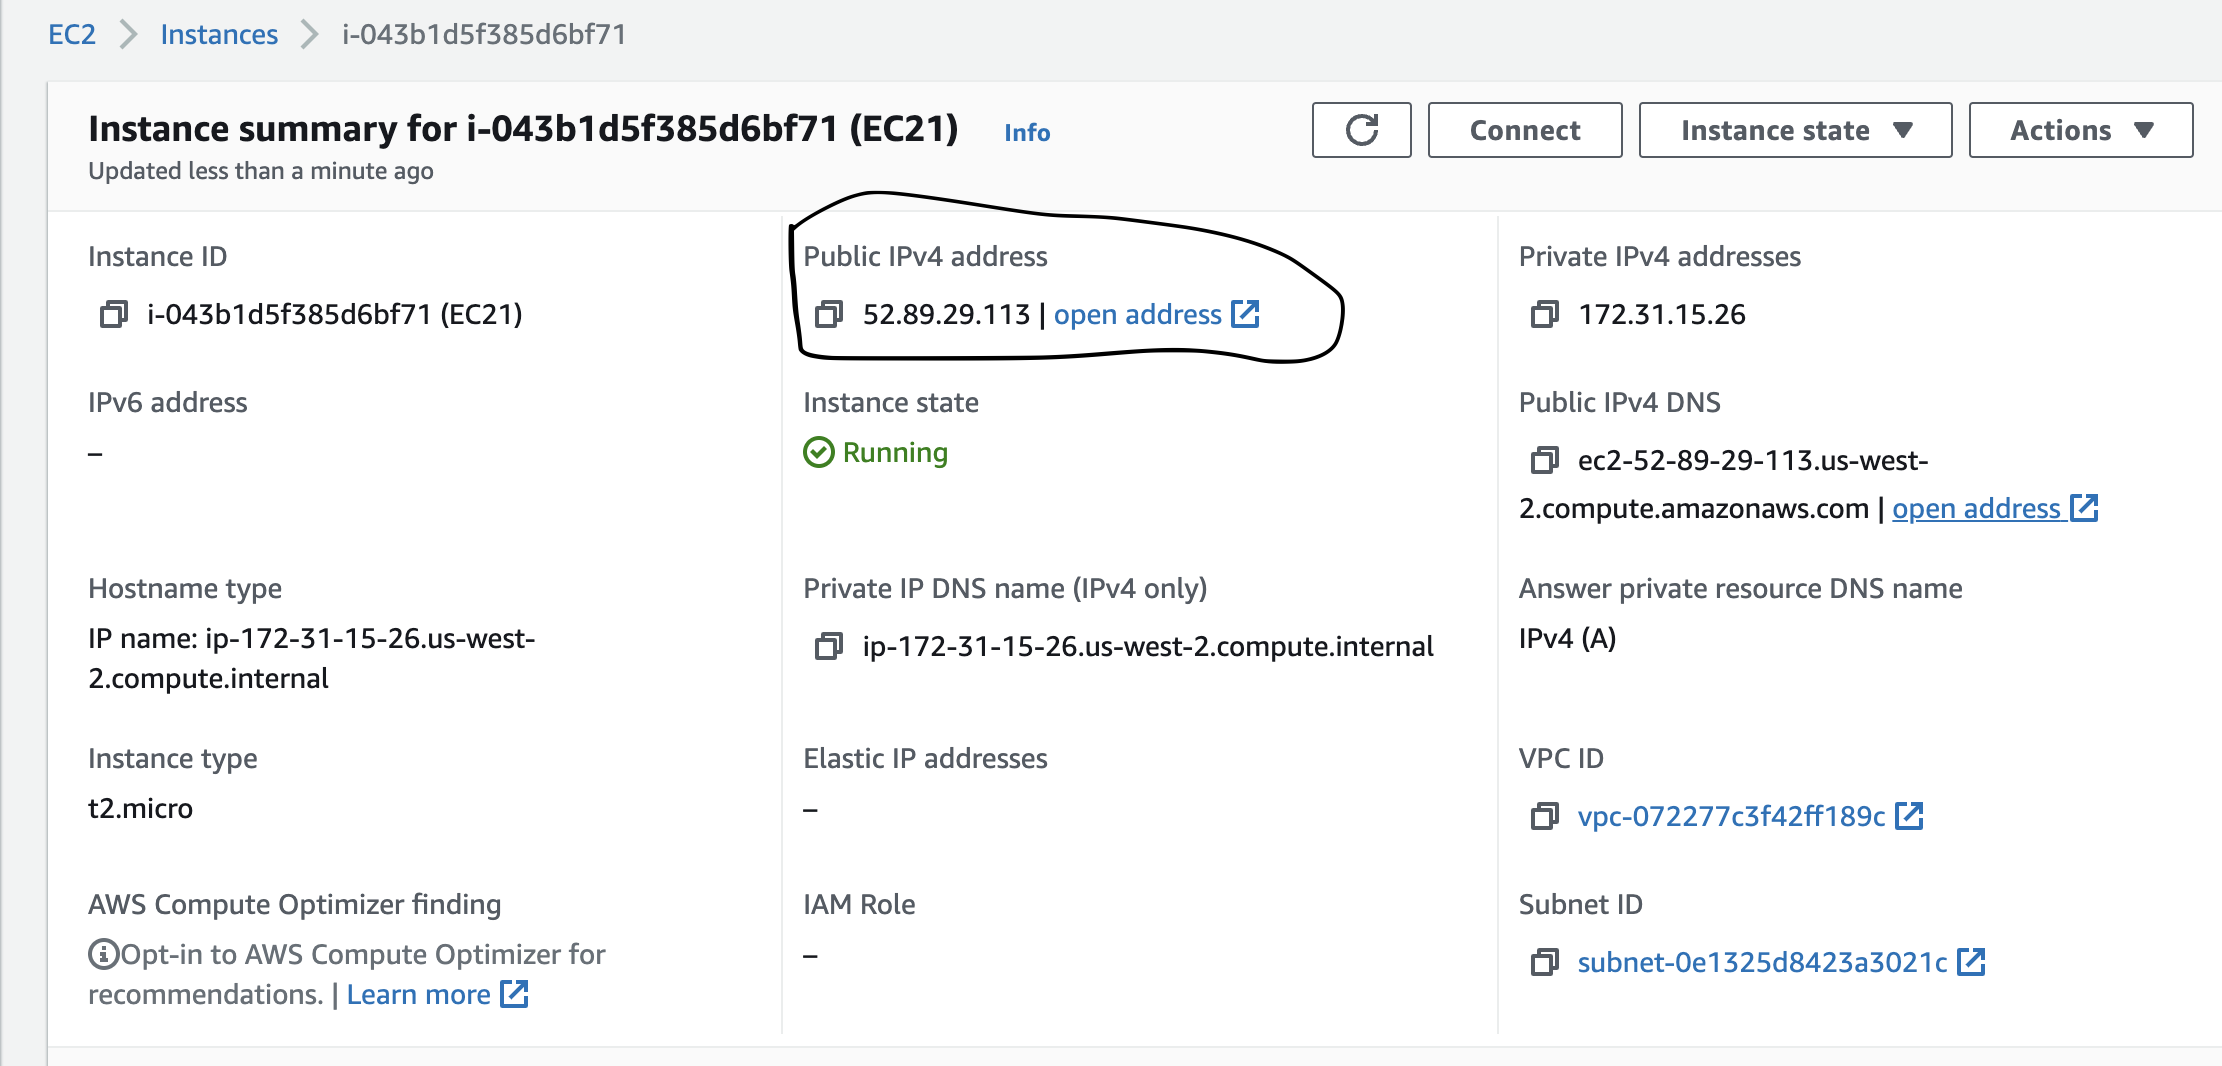 EC2 > Instances > i-043b1d5f385d6bf71
Instance summary for i-043b1d5f385d6bf71 (EC21) Info
Updated less than a minute ago
Connect
Instance state
Actions
Instance ID
i-043b1d5f385d6bf71 (EC21)
Public IPv4 address
52.89.29.113 | open address
Private IPv4 addresses
172.31.15.26
IPv6 address
–
Instance state
Running
Public IPv4 DNS
ec2-52-89-29-113.us-west-
2.compute.amazonaws.com | open address
Hostname type
IP name: ip-172-31-15-26.us-west-
2.compute.internal
Private IP DNS name (IPv4 only)
ip-172-31-15-26.us-west-2.compute.internal
Answer private resource DNS name
IPv4 (A)
Instance type
t2.micro
Elastic IP addresses
–
VPC ID
vpc-072277c3f42ff189c
AWS Compute Optimizer finding
Opt-in to AWS Compute Optimizer for
recommendations. | Learn more
IAM Role
–
Subnet ID
subnet-0e1325d8423a3021c